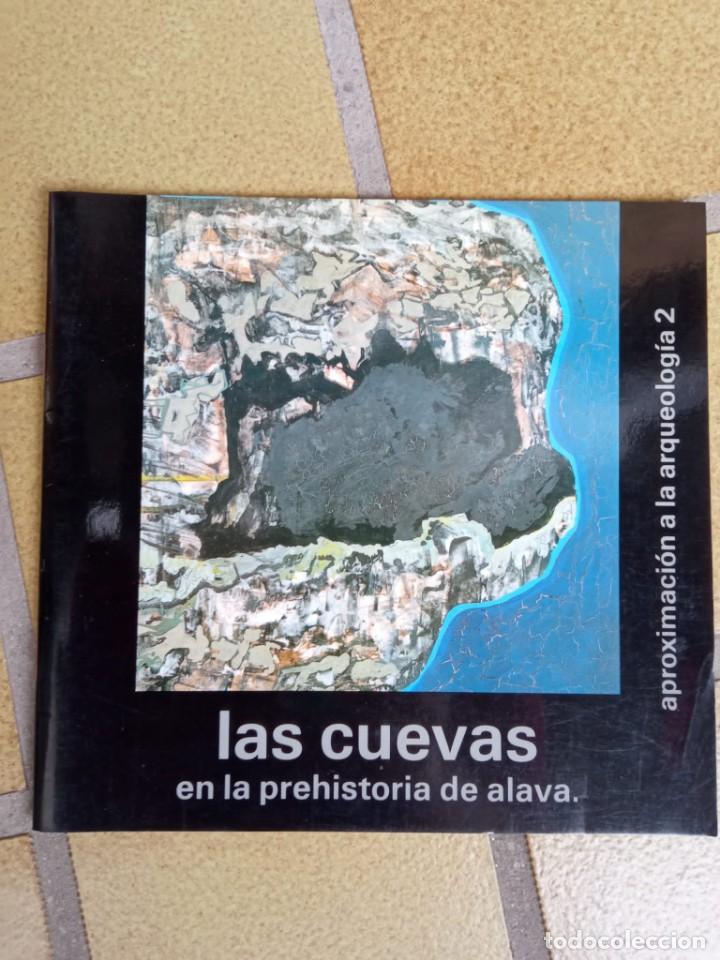 las cuevas
en la prehistoria de alava.
aproximación a la arqueología 2
todocoleccion